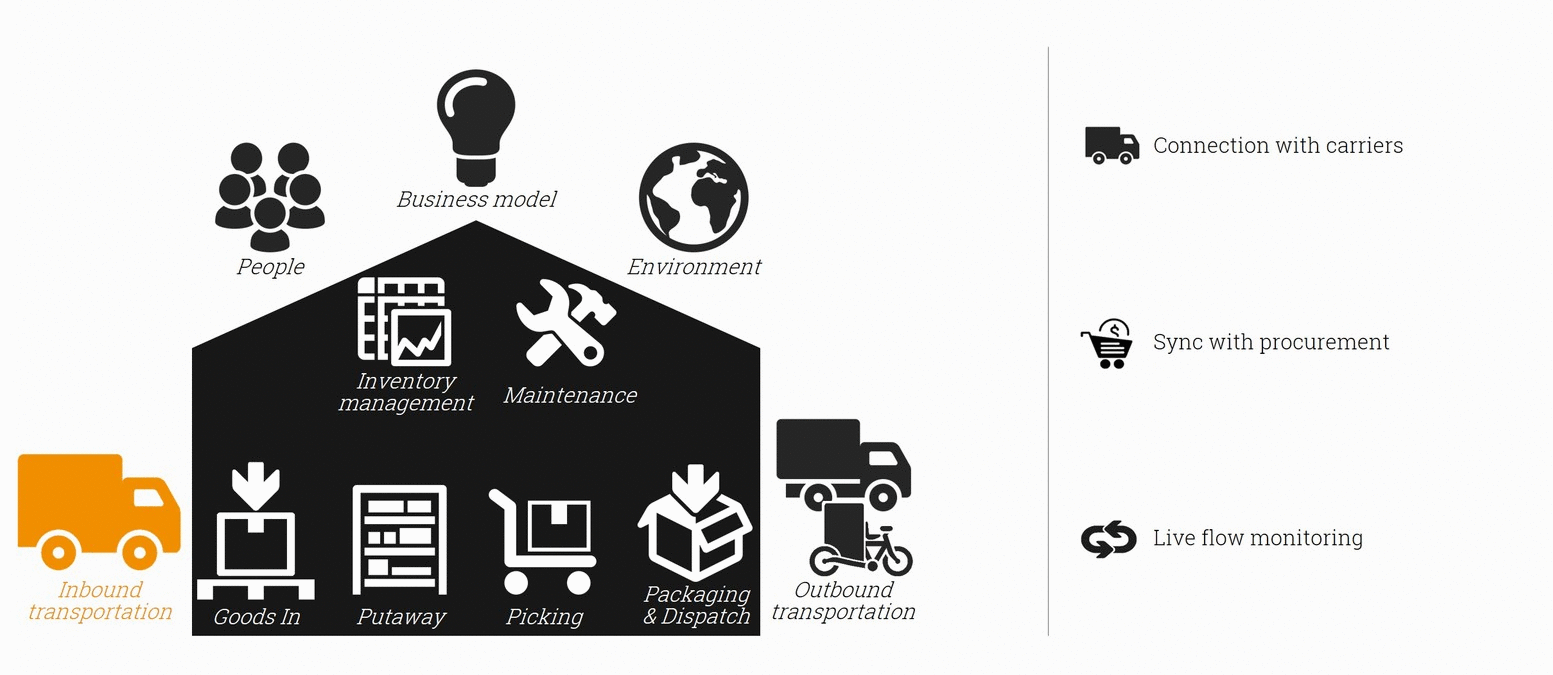 Business model
People
Environment
Inventory
management
Maintenance
Inbound
transportation
Goods In
Putaway
Picking
Packaging
& Dispatch
Outbound
transportation
Connection with carriers
$
Sync with procurement
Live flow monitoring